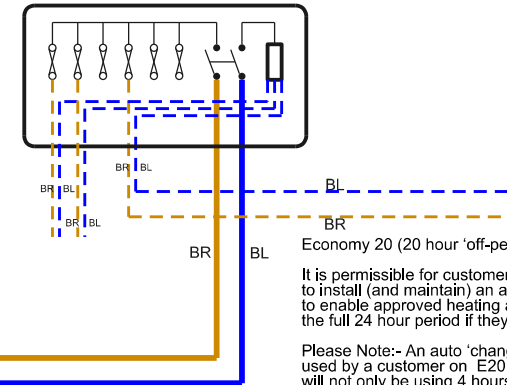 BR BL
BR BL
BL
BR BL
BR
BR BL
Economy 20 (20 hour 'off-pe
It is permissible for customer
to install (and maintain) an a
to enable approved heating a
the full 24 hour period if they
Please Note:- An auto 'chang
used by a customer on E20
will not only be using 4 hours